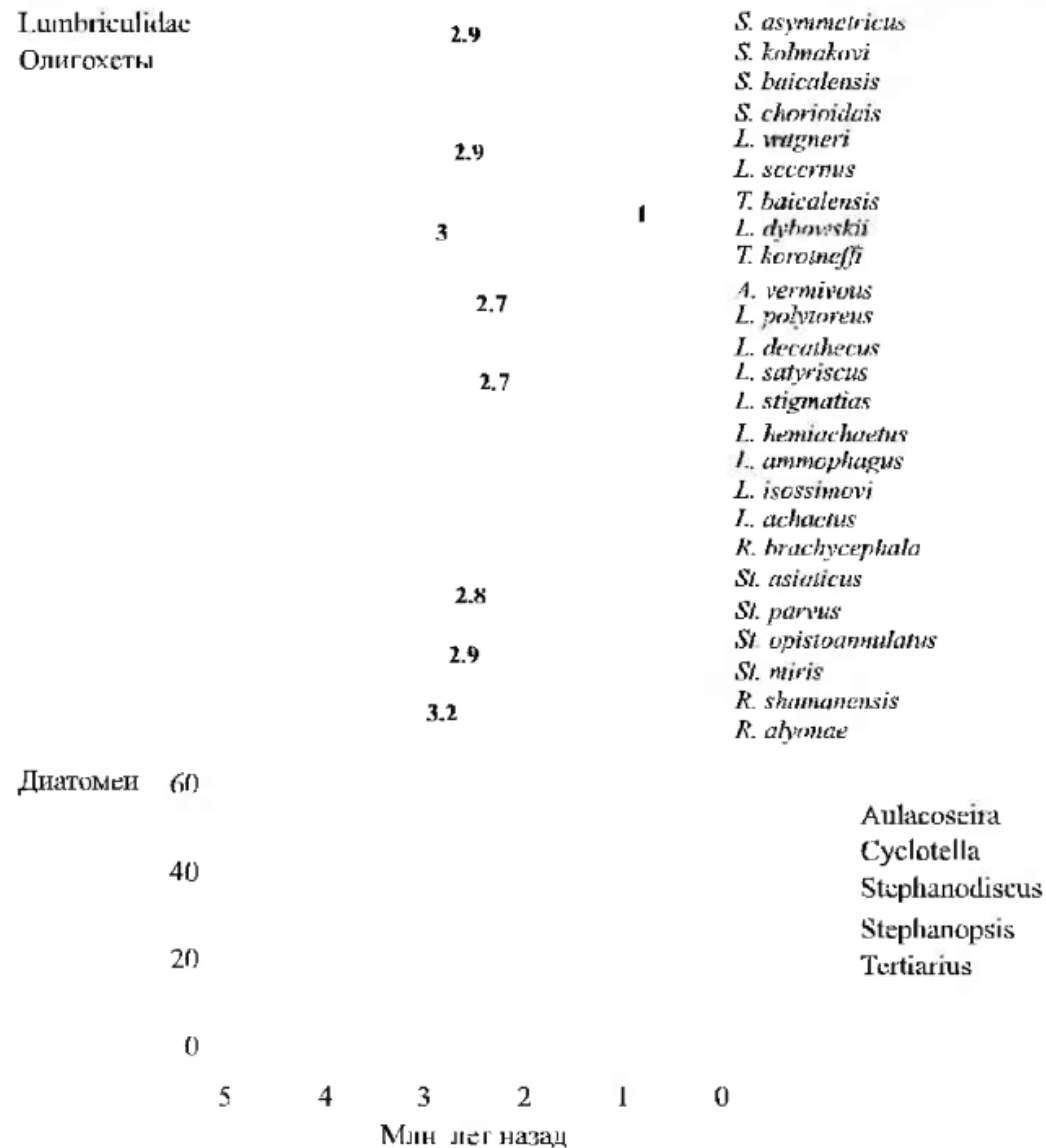 Lumbriculidae
Олигохеты
2.9
S. asymmetricus
S. kolmakovi
S. baicalensis
S. chorioidais
2.9
L. wagneri
L. secernus
1
T. baicalensis
3
L. dybowskii
T. korotneffi
A. vermivous
2.7
L. polytoreus
L. decathecus
2.7
L. satyriscus
L. stigmatias
L. hemiachaetus
L. ammophagus
L. isossimovi
L. achaetus
R. brachycephala
2.8
St. asiaticus
St. parvus
2.9
St. opistoannulatus
St. miris
3.2
R. shamanensis
R. alyonae
Диатомеи 60
40
20
0
Aulacoseira
Cyclotella
Stephanodiscus
Stephanopsis
Tertiarius
5 4 3 2 1 0
Млн лет назад